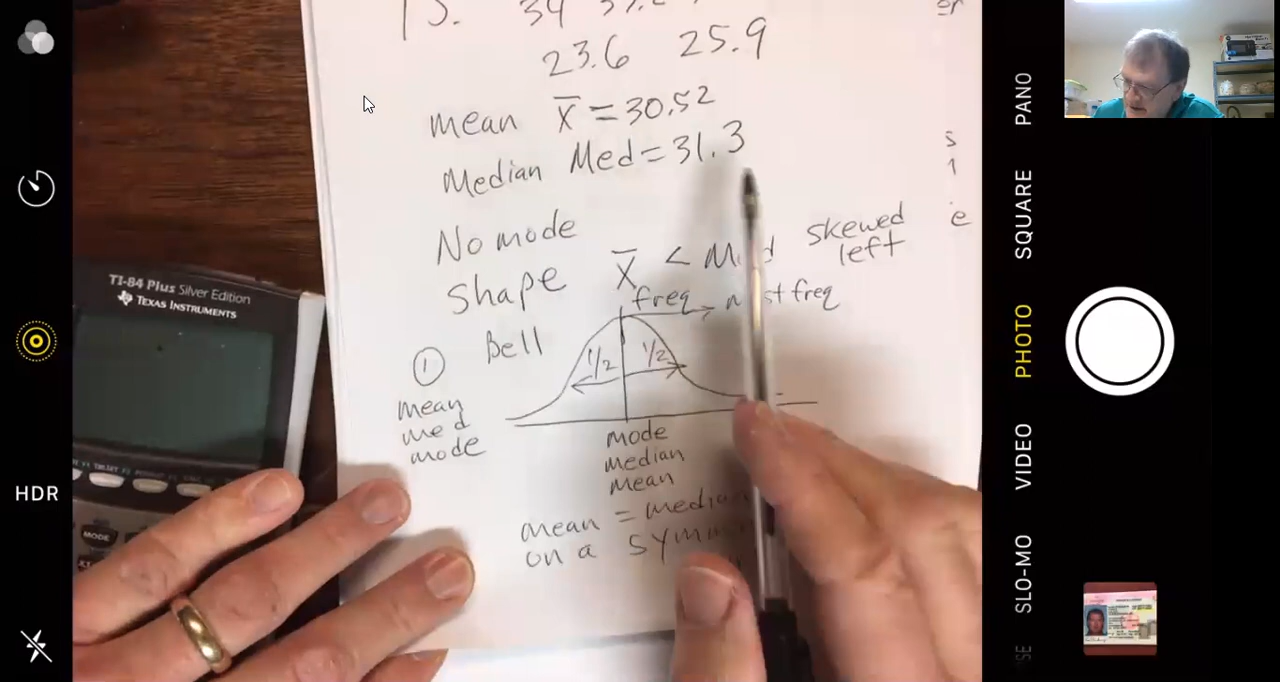 23.6 25.9
mean x̄ = 30.52
Median Med = 31.3
No mode
shape x̄ < skewed left
freq freq
① Bell
1/2 1/2
mean
med
mode
mode
median
mean
mean =
on a
TI-84 Plus Silver Edition
TEXAS INSTRUMENTS
MODE
HDR
PANO
SQUARE
PHOTO
VIDEO
SLO-MO
er
s
e